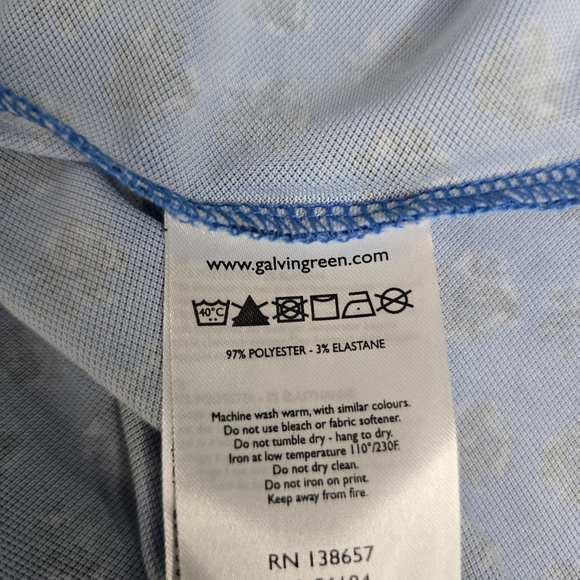 www.galvingreen.com
40°C
97% POLYESTER - 3% ELASTANE
Machine wash warm, with similar colours.
Do not use bleach or fabric softener.
Do not tumble dry - hang to dry.
Iron at low temperature 110°/230F.
Do not dry clean.
Do not iron on print.
Keep away from fire.
RN 138657